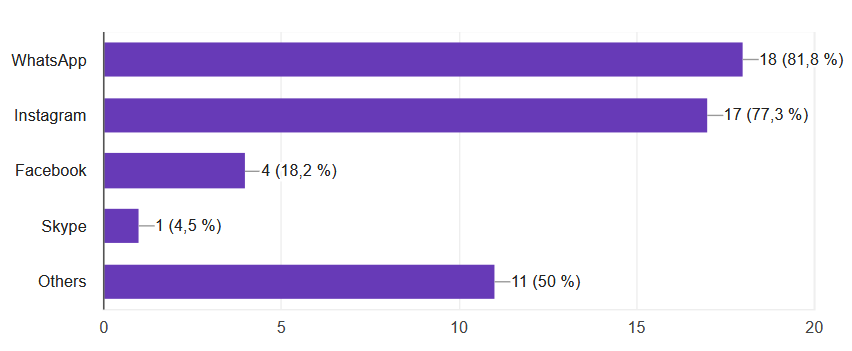 WhatsApp 18 (81,8 %)
Instagram 17 (77,3 %)
Facebook 4 (18,2 %)
Skype 1 (4,5 %)
Others 11 (50 %)
0 5 10 15 20